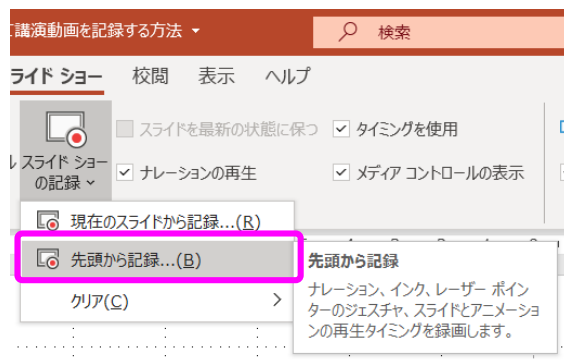 て講演動画を記録する方法
検索
ライド ショー 校閲 表示 ヘルプ
スライドを最新の状態に保つ タイミングを使用
スライド ショー
の記録
ナレーションの再生 メディア コントロールの表示
現在のスライドから記録...(R)
先頭から記録...(B)
クリア(C)
先頭から記録
ナレーション、インク、レーザー ポイン
ターのジェスチャ、スライドとアニメーショ
ンの再生タイミングを録画します。